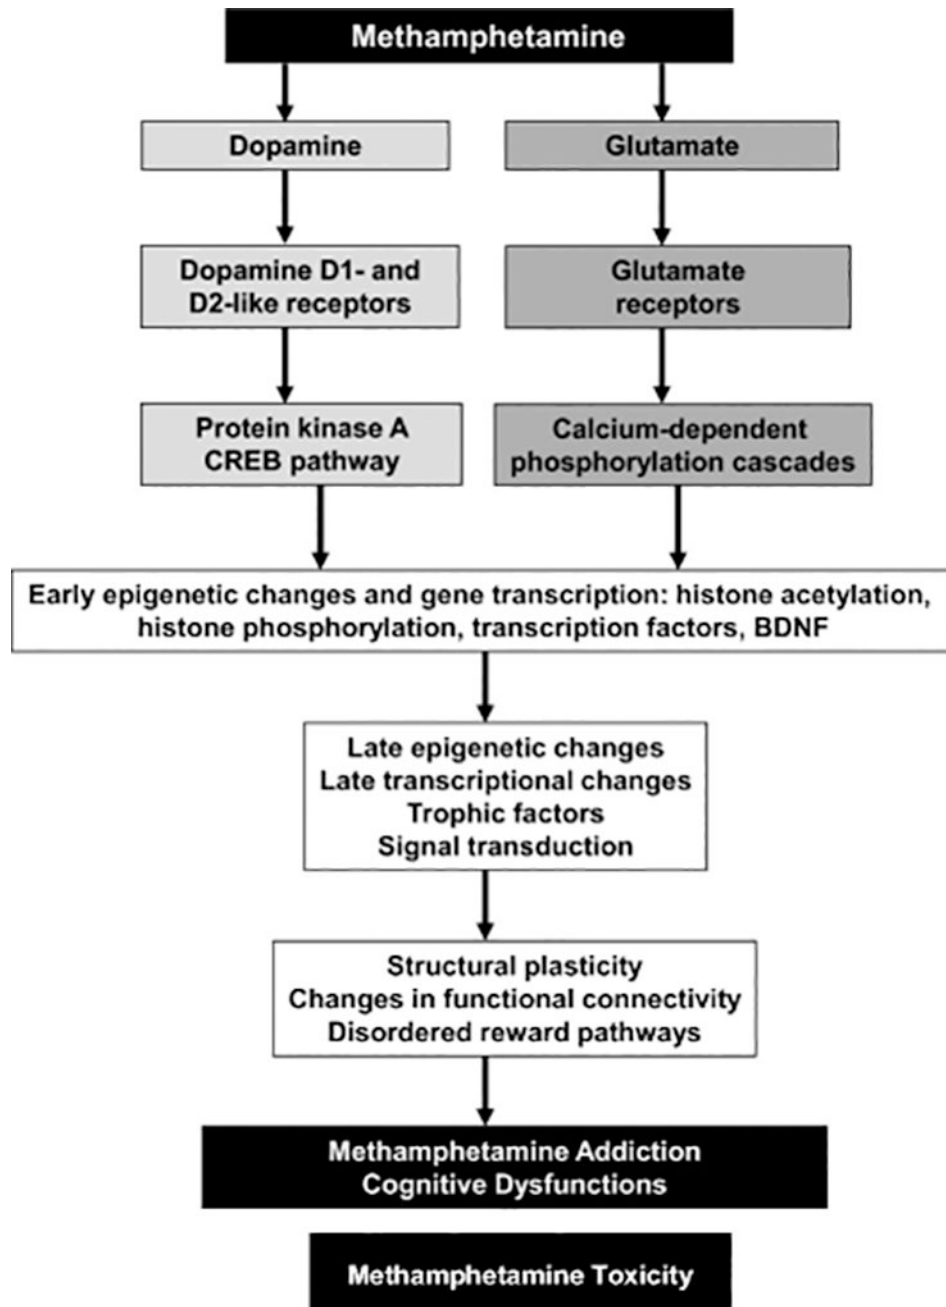 Methamphetamine
Dopamine
Glutamate
Dopamine D1- and
D2-like receptors
Glutamate
receptors
Protein kinase A
CREB pathway
Calcium-dependent
phosphorylation cascades
Early epigenetic changes and gene transcription: histone acetylation,
histone phosphorylation, transcription factors, BDNF
Late epigenetic changes
Late transcriptional changes
Trophic factors
Signal transduction
Structural plasticity
Changes in functional connectivity
Disordered reward pathways
Methamphetamine Addiction
Cognitive Dysfunctions
Methamphetamine Toxicity